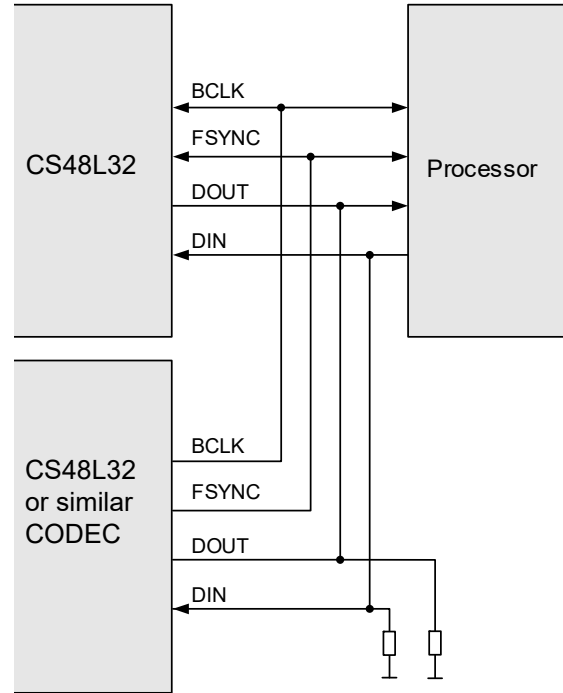 CS48L32
BCLK
FSYNC
DOUT
DIN
Processor
CS48L32
or similar
CODEC
BCLK
FSYNC
DOUT
DIN